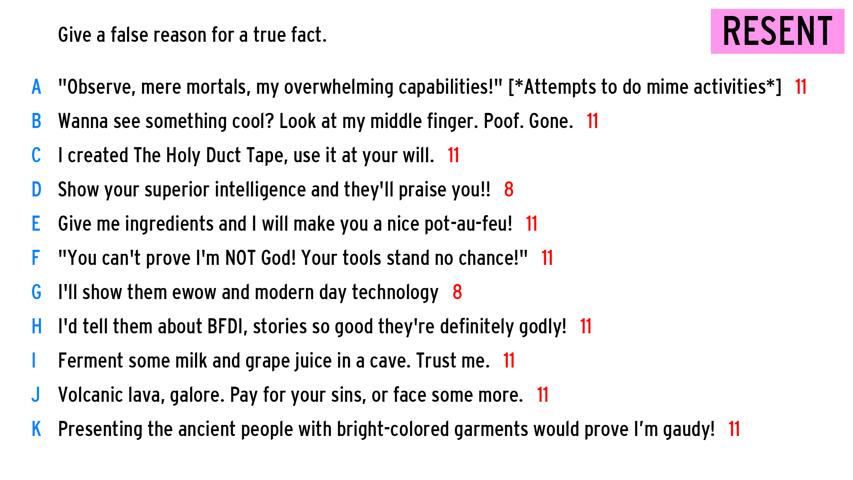 Give a false reason for a true fact.
RESENT
A "Observe, mere mortals, my overwhelming capabilities!" [*Attempts to do mime activities*] 11
B Wanna see something cool? Look at my middle finger. Poof. Gone. 11
C I created The Holy Duct Tape, use it at your will. 11
D Show your superior intelligence and they'll praise you!! 8
E Give me ingredients and I will make you a nice pot-au-feu! 11
F "You can't prove I'm NOT God! Your tools stand no chance!" 11
G I'll show them ewow and modern day technology 8
H I'd tell them about BFDI, stories so good they're definitely godly! 11
I Ferment some milk and grape juice in a cave. Trust me. 11
J Volcanic lava, galore. Pay for your sins, or face some more. 11
K Presenting the ancient people with bright-colored garments would prove I’m gaudy! 11